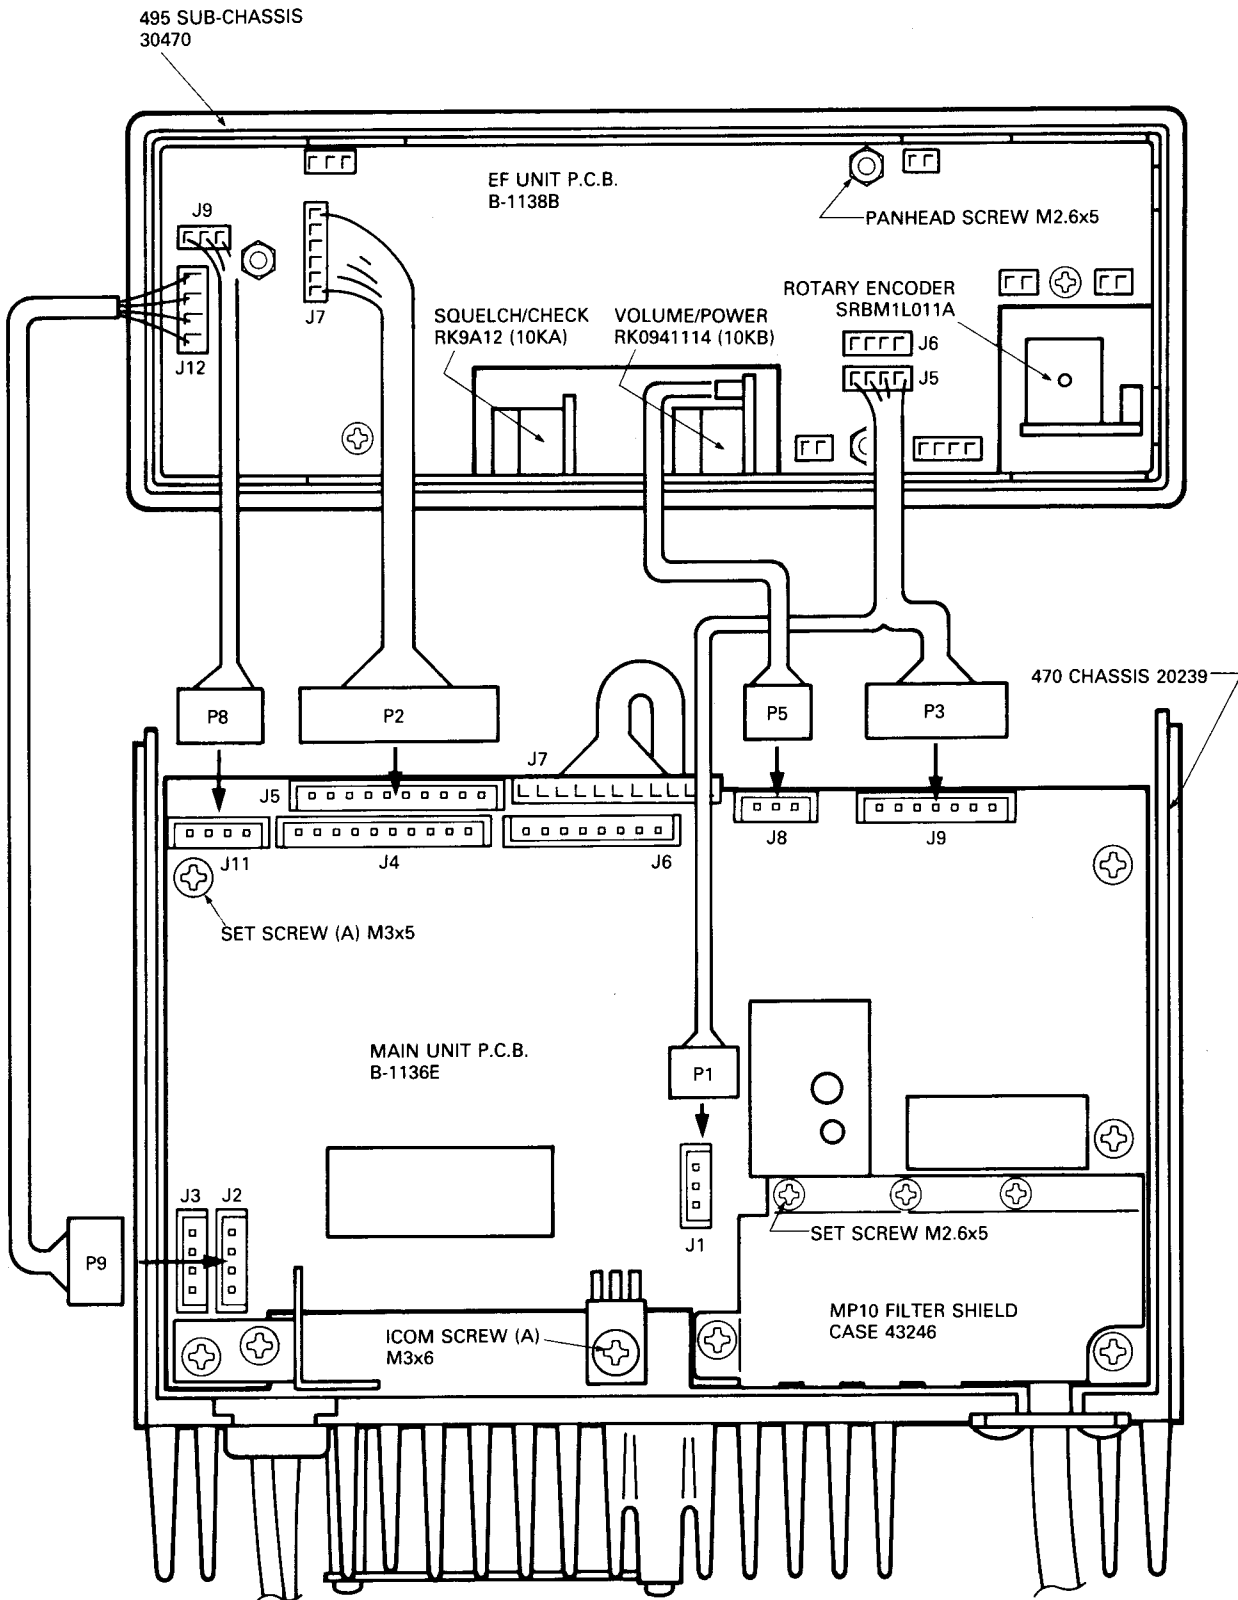 495 SUB-CHASSIS
30470
EF UNIT P.C.B.
B-1138B
PANHEAD SCREW M2.6x5
J9
J7
J12
SQUELCH/CHECK
RK9A12 (10KA)
VOLUME/POWER
RK0941114 (10KB)
ROTARY ENCODER
SRBM1L011A
J6
J5
470 CHASSIS 20239
P8
P2
P5
P3
J7
J5
J11
J4
J6
J8
J9
SET SCREW (A) M3x5
MAIN UNIT P.C.B.
B-1136E
P1
J3
J2
J1
SET SCREW M2.6x5
P9
MP10 FILTER SHIELD
CASE 43246
ICOM SCREW (A)
M3x6